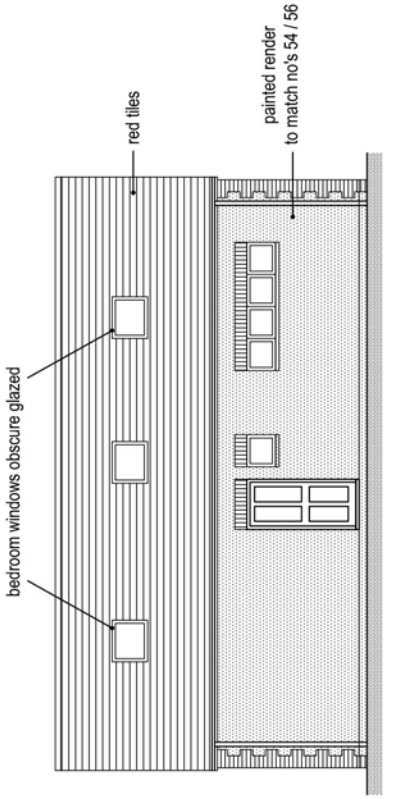 bedroom windows obscure glazed
red tiles
painted render
to match no's 54 / 56